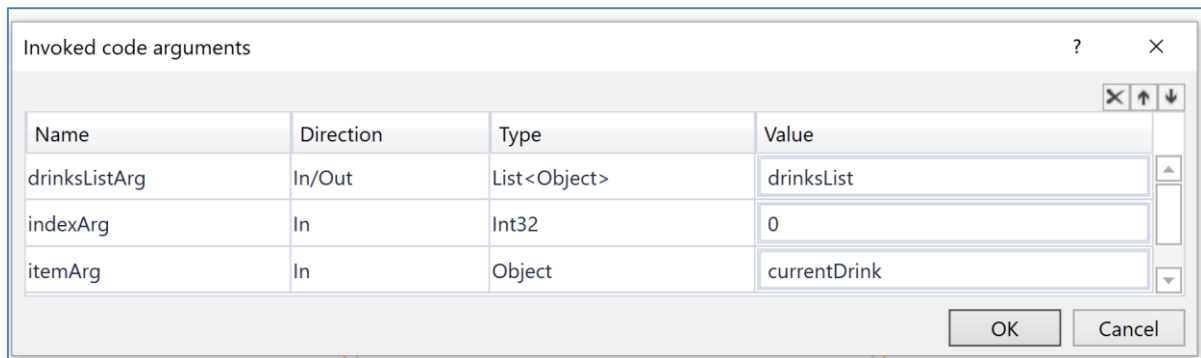 Invoked code arguments ?
Name Direction Type Value
drinksListArg In/Out List<Object> drinksList
indexArg In Int32 0
itemArg In Object currentDrink
OK Cancel